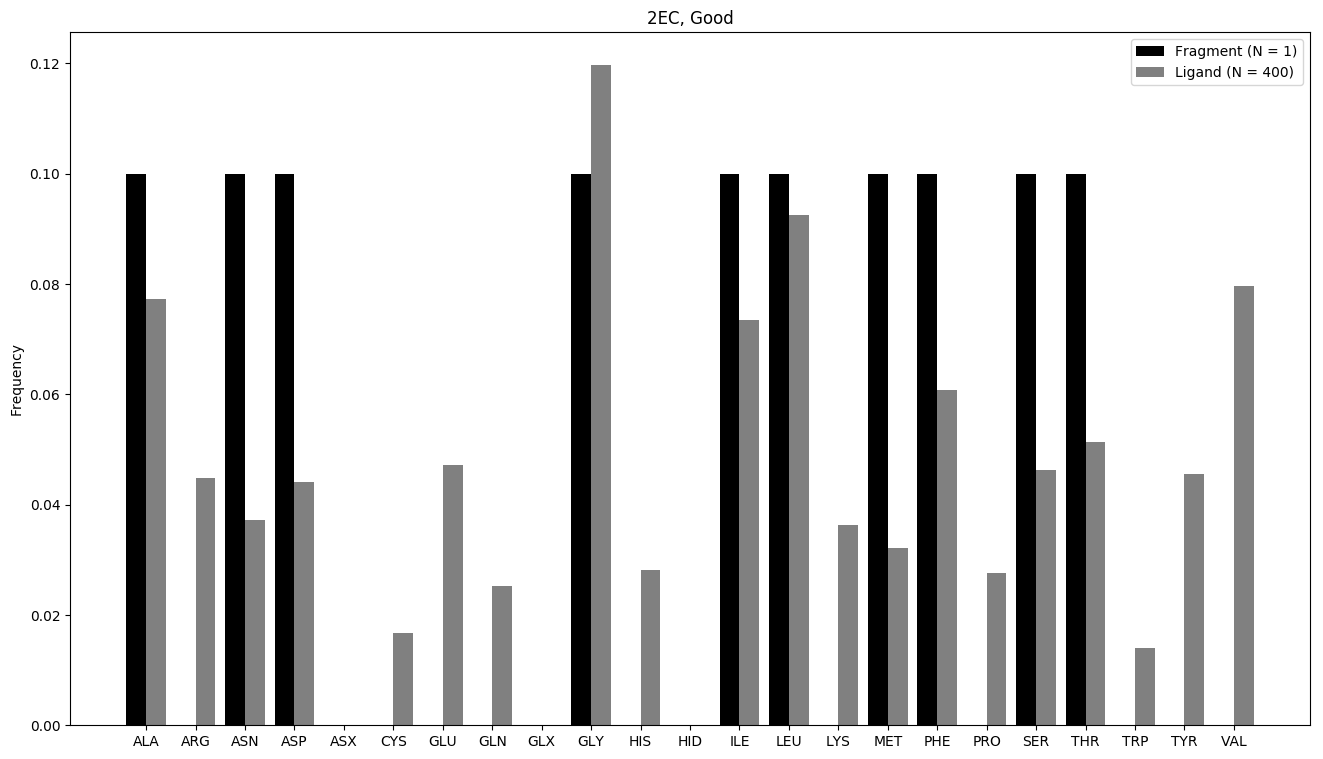 2EC, Good
Fragment (N = 1)
Ligand (N = 400)
Frequency
0.12
0.10
0.08
0.06
0.04
0.02
0.00
ALA ARG ASN ASP ASX CYS GLU GLN GLX GLY HIS HID ILE LEU LYS MET PHE PRO SER THR TRP TYR VAL